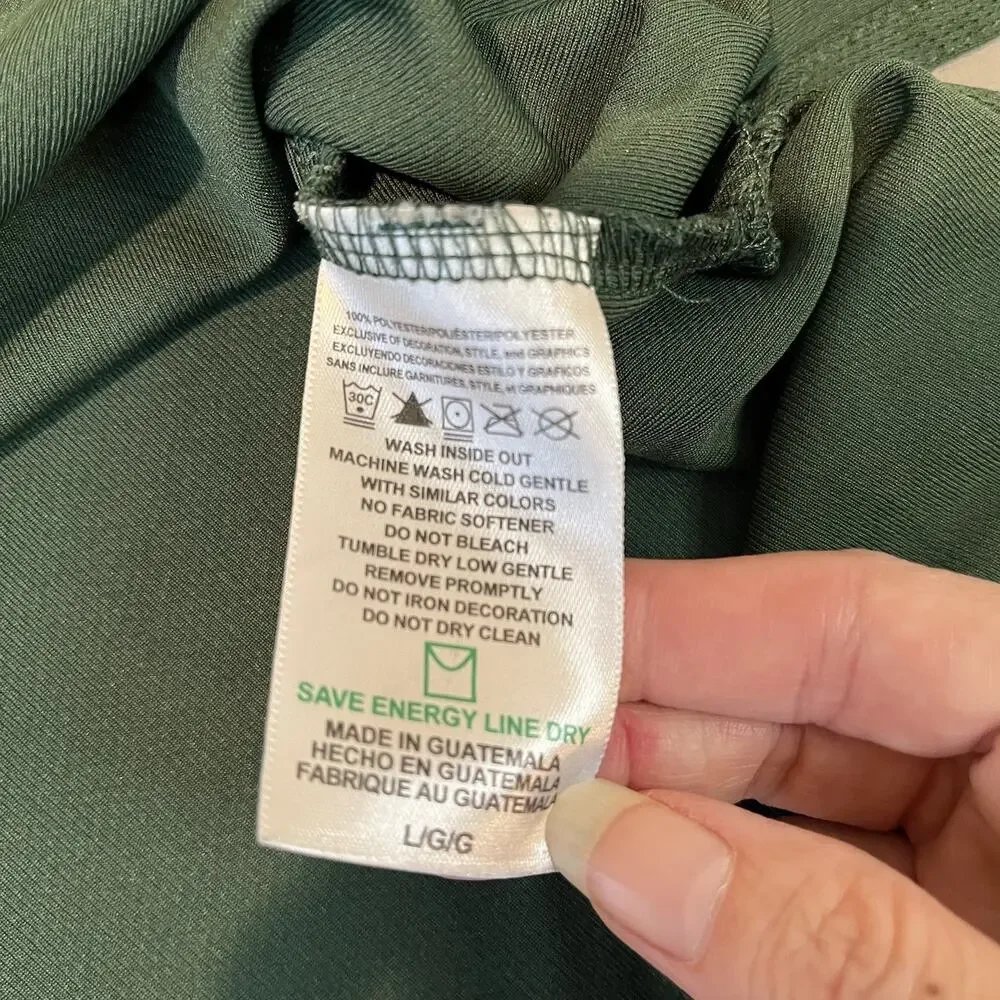 100% POLYESTER/POLIÉSTER/POLYESTER
EXCLUSIVE OF DECORATION, STYLE, and GRAPHICS
EXCLUYENDO DECORACIONES ESTILO Y GRAFICOS
SANS INCLURE GARNITURES, STYLE, et GRAPHIQUES
30C
WASH INSIDE OUT
MACHINE WASH COLD GENTLE
WITH SIMILAR COLORS
NO FABRIC SOFTENER
DO NOT BLEACH
TUMBLE DRY LOW GENTLE
REMOVE PROMPTLY
DO NOT IRON DECORATION
DO NOT DRY CLEAN
SAVE ENERGY LINE DRY
MADE IN GUATEMALA
HECHO EN GUATEMALA
FABRIQUE AU GUATEMALA
L/G/G